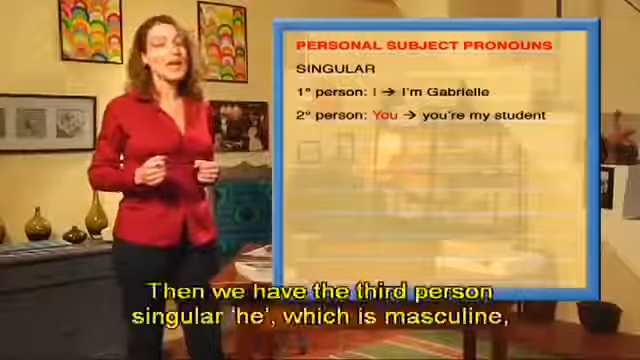 PERSONAL SUBJECT PRONOUNS
SINGULAR
1° person: I → I'm Gabrielle
2° person: You → you're my student
Then we have the third person
singular 'he', which is masculine,